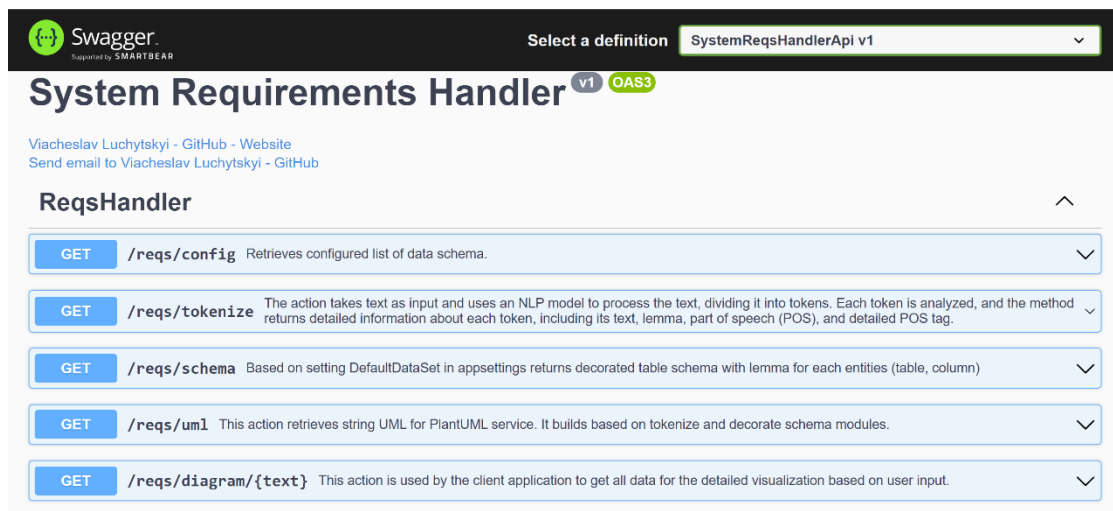 Swagger.
Supported by SMARTBEAR
Select a definition
SystemReqsHandlerApi v1
System Requirements Handler v1 OAS3
Viacheslav Luchytskyi - GitHub - Website
Send email to Viacheslav Luchytskyi - GitHub
ReqsHandler
GET /reqs/config Retrieves configured list of data schema.
GET /reqs/tokenize The action takes text as input and uses an NLP model to process the text, dividing it into tokens. Each token is analyzed, and the method
returns detailed information about each token, including its text, lemma, part of speech (POS), and detailed POS tag.
GET /reqs/schema Based on setting DefaultDataSet in appsettings returns decorated table schema with lemma for each entities (table, column)
GET /reqs/uml This action retrieves string UML for PlantUML service. It builds based on tokenize and decorate schema modules.
GET /reqs/diagram/{text} This action is used by the client application to get all data for the detailed visualization based on user input.